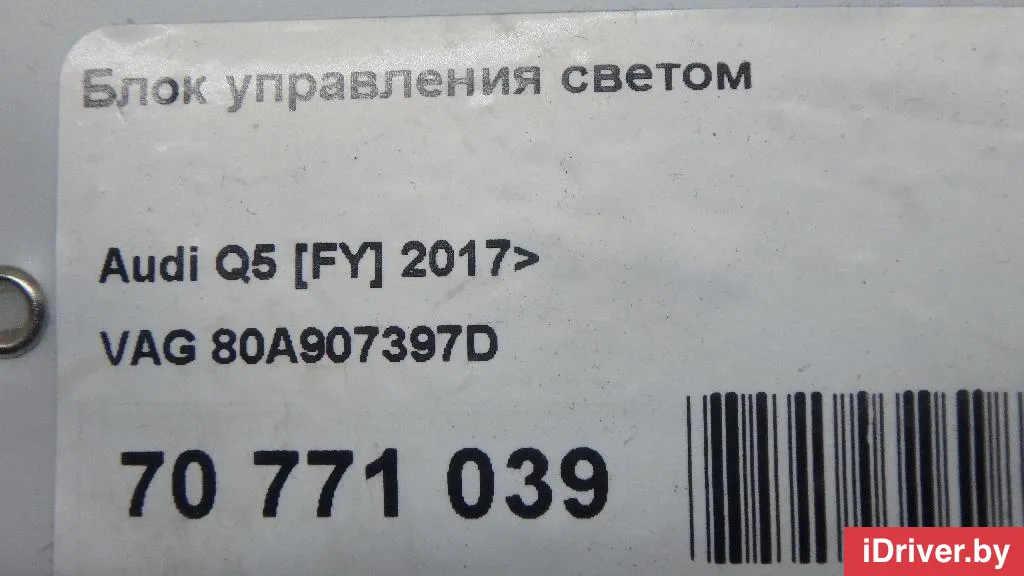 Блок управления светом
Audi Q5 [FY] 2017>
VAG 80A907397D
70 771 039
iDriver.by